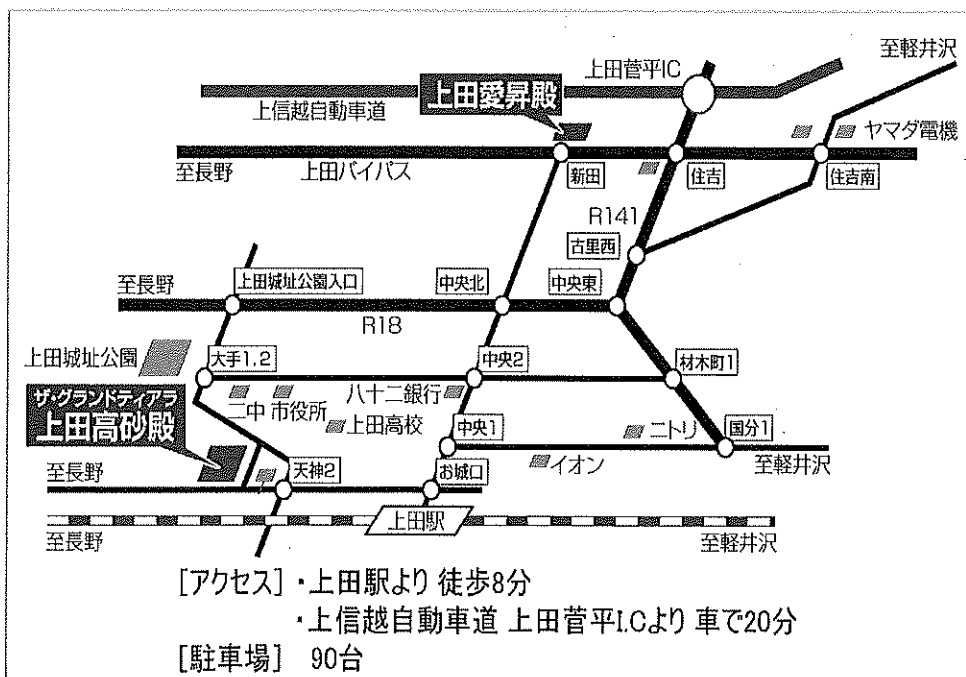 至軽井沢
上田菅平IC
上田愛昇殿
上信越自動車道
ヤマダ電機
至長野
上田バイパス
新田
住吉
住吉南
R141
古里西
至長野
上田城址公園入口
中央北
中央東
R18
上田城址公園
大手1,2
中央2
材木町1
ザ・グランドティアラ
上田高砂殿
二中
市役所
八十二銀行
上田高校
中央1
ニトリ
国分1
イオン
至軽井沢
至長野
天神2
お城口
上田駅
至長野
至軽井沢
[アクセス]・上田駅より 徒歩8分
・上信越自動車道 上田菅平I.Cより 車で20分
[駐車場] 90台